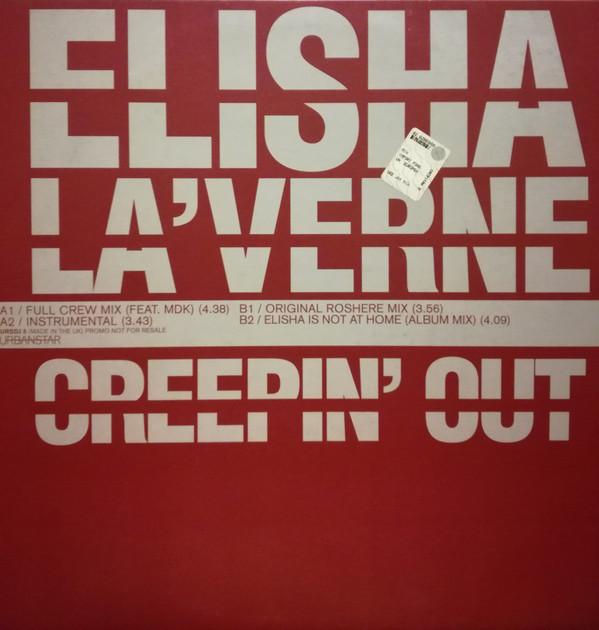 ELISHA
LA'VERNE
A1 / FULL CREW MIX (FEAT. MDK) (4.38) B1 / ORIGINAL ROSHERE MIX (3.56)
A2 / INSTRUMENTAL (3.43) B2 / ELISHA IS NOT AT HOME (ALBUM MIX) (4.09)
MADE IN THE UK) PROMO NOT FOR RESALE
URBANSTAR
CREEPIN' OUT